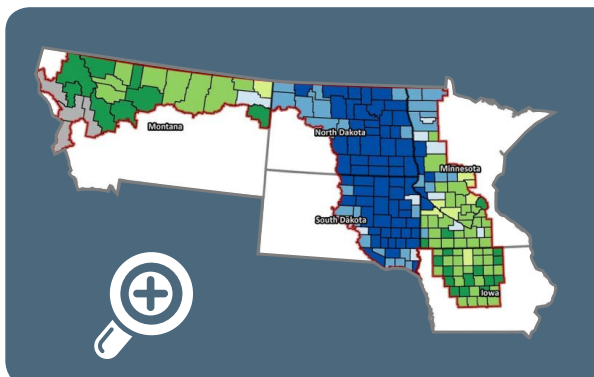 Montana
North Dakota
Minnesota
South Dakota
Iowa